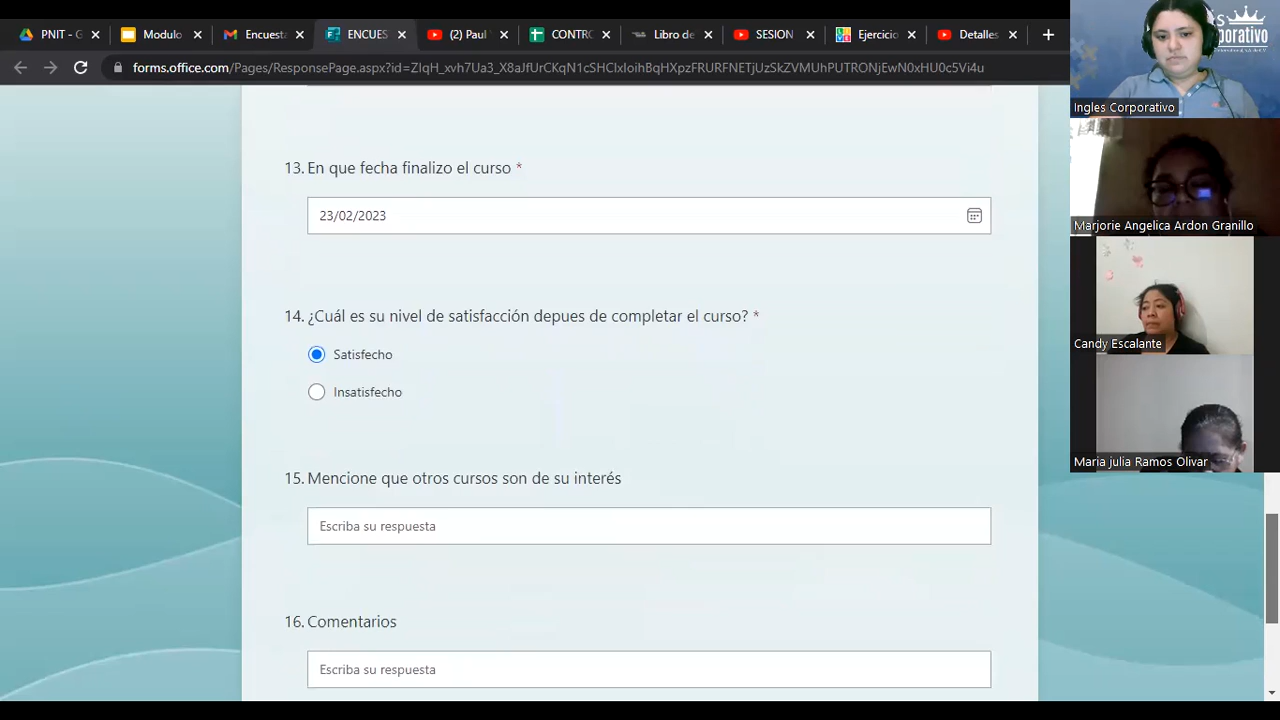 PNIT - G
Modulo
Encuest
ENCUES
(2) Paul
CONTRO
Libro de
SESION
Ejercicio
Detalles
forms.office.com/Pages/ResponsePage.aspx?id=ZIqH_xvh7Ua3_X8aJfUrCKqN1cSHClxIoihBqHXpzFRURFNETjUzSkZVMUhPUTRONjEwN0xHU0c5Vi4u
13. En que fecha finalizo el curso *
23/02/2023
14. ¿Cuál es su nivel de satisfacción depues de completar el curso? *
Satisfecho
Insatisfecho
15. Mencione que otros cursos son de su interés
Escriba su respuesta
16. Comentarios
Escriba su respuesta
Ingles Corporativo
Marjorie Angelica Ardon Granillo
Candy Escalante
Maria julia Ramos Olivar